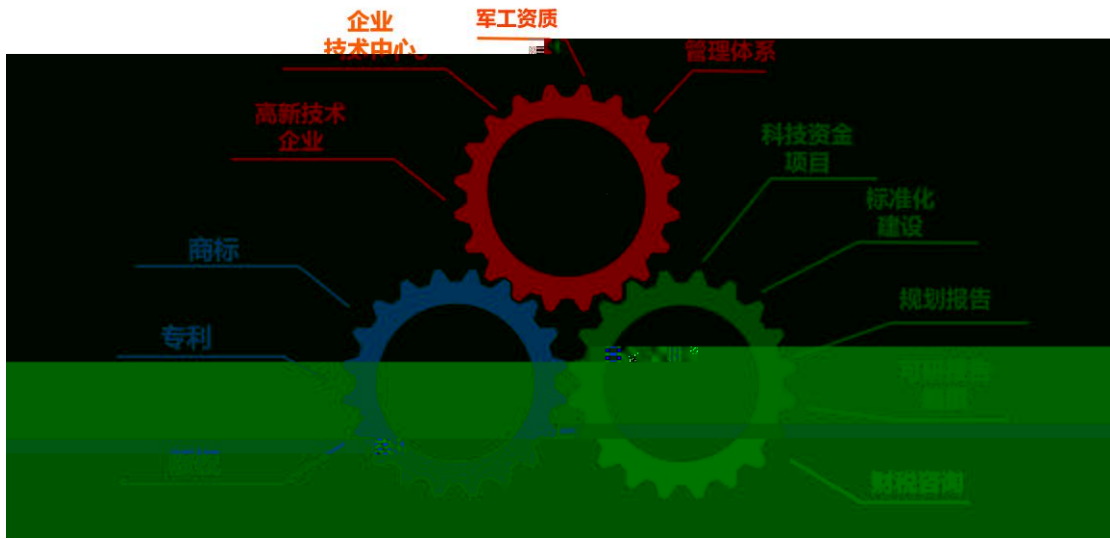 企业
技术中心
军工资质
管理体系
高新技术
企业
科技资金
项目
标准化
建设
商标
规划报告
专利
财税咨询